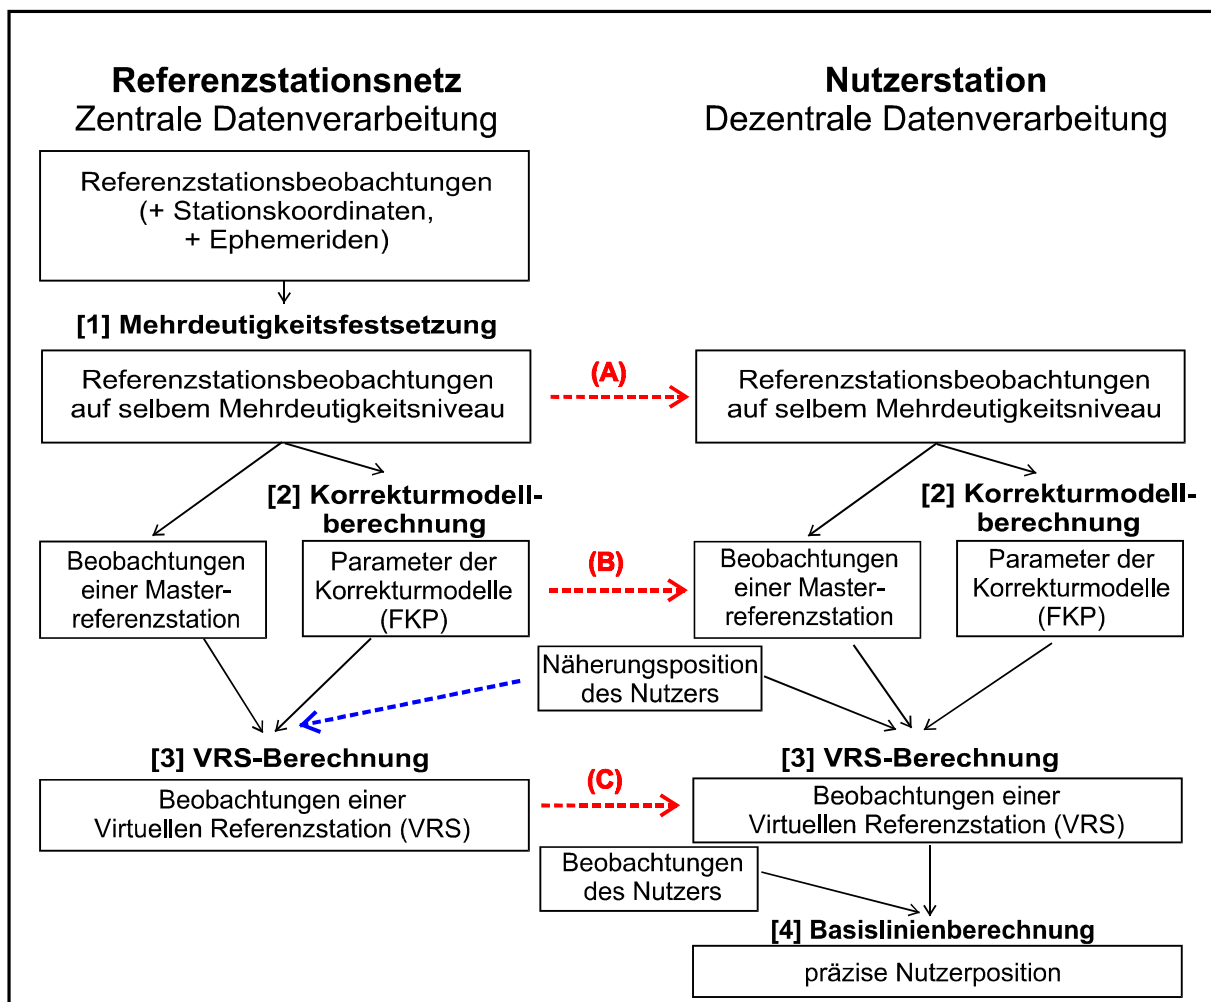 Referenzstationsnetz
Zentrale Datenverarbeitung
Nutzerstation
Dezentrale Datenverarbeitung
Referenzstationsbeobachtungen
(+ Stationskoordinaten,
+ Ephemeriden)
[1] Mehrdeutigkeitsfestsetzung
Referenzstationsbeobachtungen
auf selbem Mehrdeutigkeitsniveau
(A)
Referenzstationsbeobachtungen
auf selbem Mehrdeutigkeitsniveau
[2] Korrekturmodell-
berechnung
[2] Korrekturmodell-
berechnung
Beobachtungen
einer Master-
referenzstation
Parameter der
Korrekturmodelle
(FKP)
(B)
Beobachtungen
einer Master-
referenzstation
Parameter der
Korrekturmodelle
(FKP)
Näherungsposition
des Nutzers
[3] VRS-Berechnung
[3] VRS-Berechnung
Beobachtungen einer
Virtuellen Referenzstation (VRS)
(C)
Beobachtungen einer
Virtuellen Referenzstation (VRS)
Beobachtungen
des Nutzers
[4] Basislinienberechnung
präzise Nutzerposition